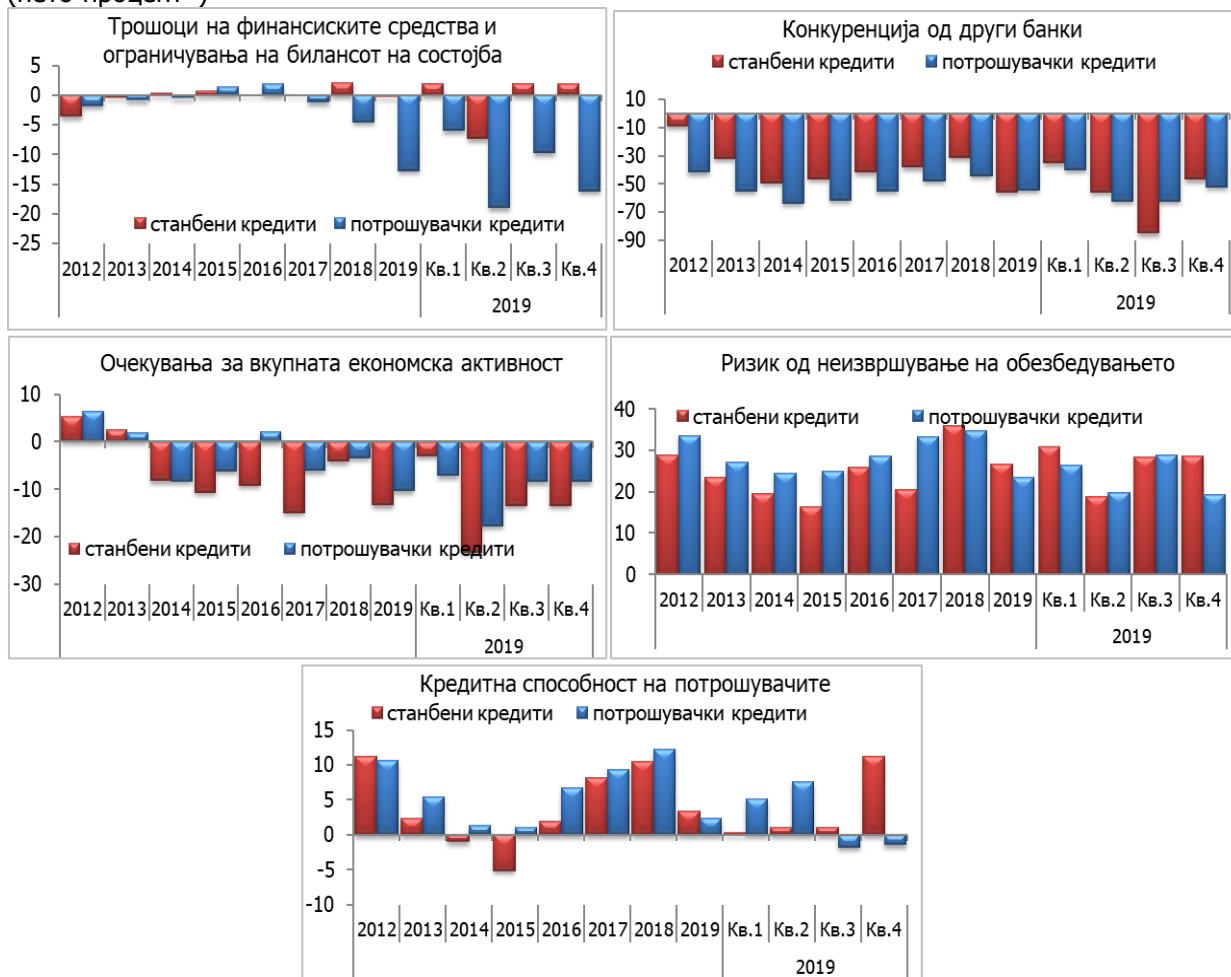 Трошоци на финансиските средства и
ограничувања на билансот на состојба
5
0
-5
-10
-15
-20
-25
станбени кредити потрошувачки кредити
2012 2013 2014 2015 2016 2017 2018 2019 Кв.1 Кв.2 Кв.3 Кв.4
2019
Конкуренција од други банки
станбени кредити потрошувачки кредити
10
-10
-30
-50
-70
-90
2012 2013 2014 2015 2016 2017 2018 2019 Кв.1 Кв.2 Кв.3 Кв.4
2019
Очекувања за вкупната економска активност
10
0
-10
-20
-30
станбени кредити потрошувачки кредити
2012 2013 2014 2015 2016 2017 2018 2019 Кв.1 Кв.2 Кв.3 Кв.4
2019
Ризик од неизвршување на обезбедувањето
станбени кредити потрошувачки кредити
40
30
20
10
0
2012 2013 2014 2015 2016 2017 2018 2019 Кв.1 Кв.2 Кв.3 Кв.4
2019
Кредитна способност на потрошувачите
станбени кредити потрошувачки кредити
15
10
5
0
-5
-10
2012 2013 2014 2015 2016 2017 2018 2019 Кв.1 Кв.2 Кв.3 Кв.4
2019